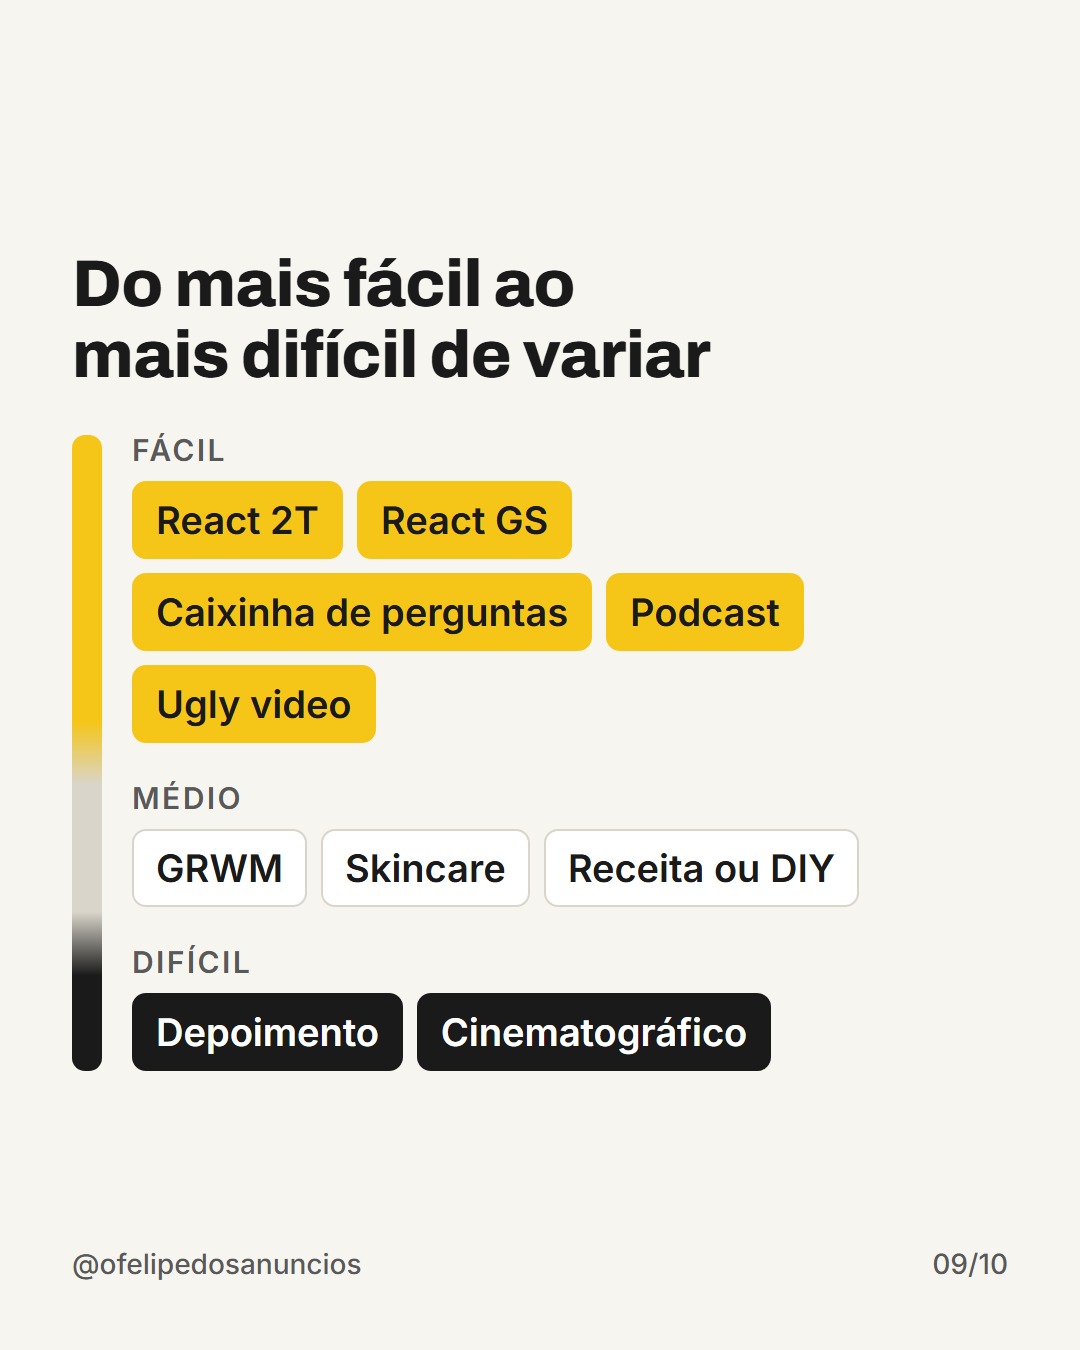 Do mais fácil ao
mais difícil de variar
FÁCIL
React 2T React GS
Caixinha de perguntas Podcast
Ugly video
MÉDIO
GRWM Skincare Receita ou DIY
DIFÍCIL
Depoimento Cinematográfico
@ofelipedosanuncios 09/10